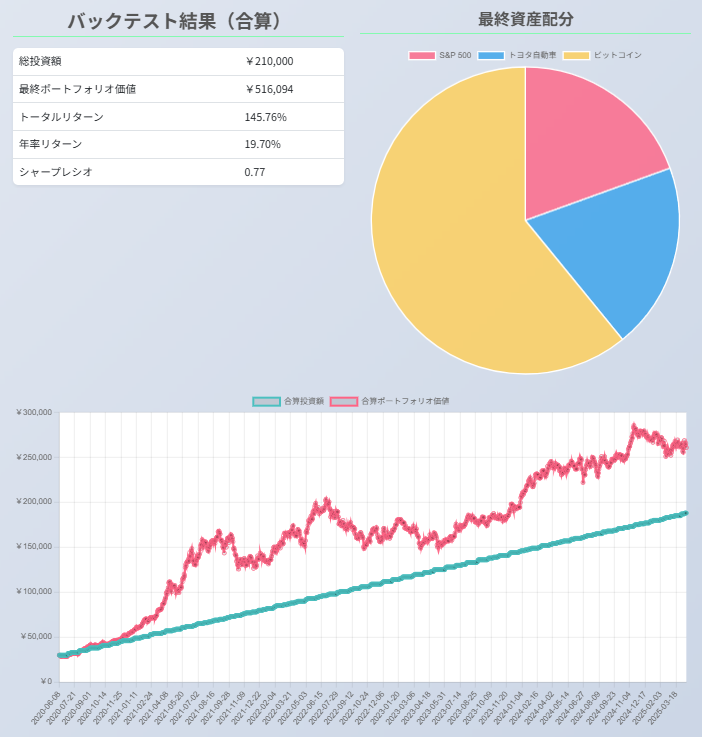 バックテスト結果（合算）
総投資額 ￥210,000
最終ポートフォリオ価値 ￥516,094
トータルリターン 145.76%
年率リターン 19.70%
シャープレシオ 0.77
最終資産配分
S&P 500 トヨタ自動車 ビットコイン
合算投資額 合算ポートフォリオ価値
￥300,000
￥250,000
￥200,000
￥150,000
￥100,000
￥50,000
￥0
2020-06-08 2020-07-21 2020-09-01 2020-10-14 2020-11-25 2021-01-11 2021-02-24 2021-04-08 2021-05-20 2021-07-02 2021-08-16 2021-09-28 2021-11-09 2021-12-22 2022-02-04 2022-03-21 2022-05-03 2022-06-15 2022-07-29 2022-09-12 2022-10-24 2022-12-06 2023-01-20 2023-03-06 2023-04-18 2023-05-31 2023-07-14 2023-08-25 2023-10-09 2023-11-20 2024-01-04 2024-02-16 2024-04-02 2024-05-14 2024-06-27 2024-08-09 2024-09-23 2024-11-04 2024-12-17 2025-02-03 2025-03-18